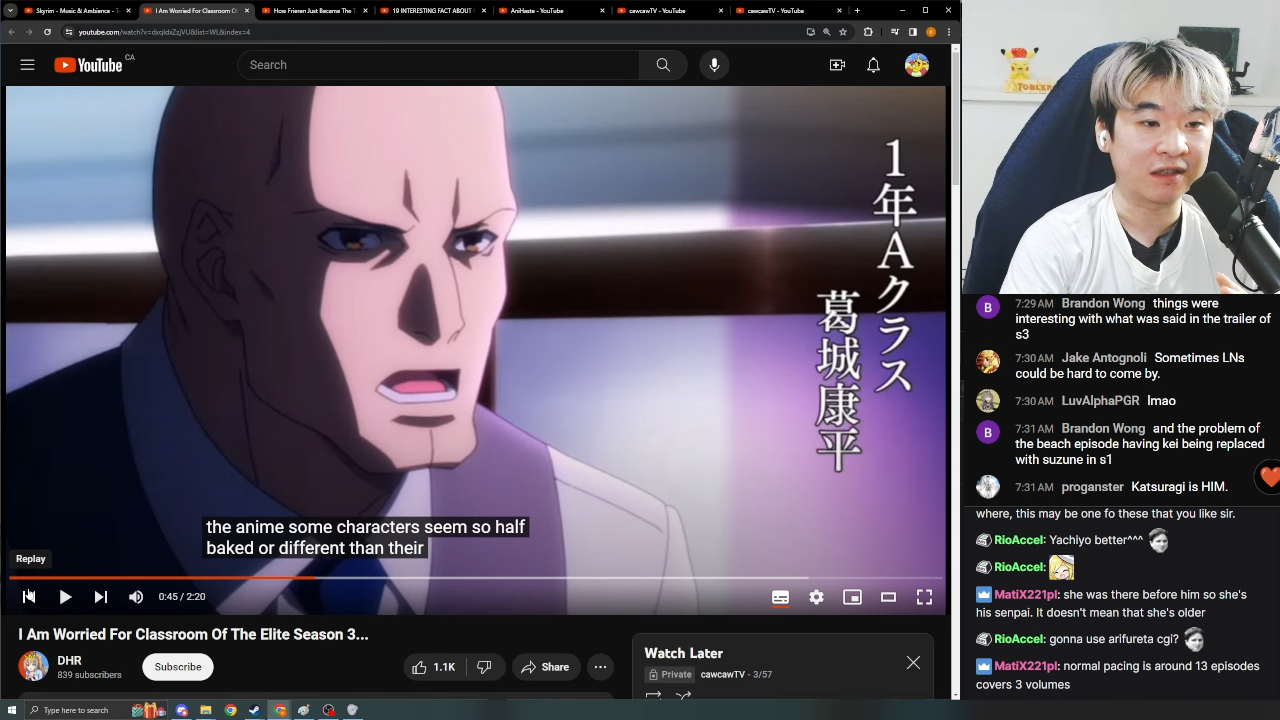 Skyrim - Music & Ambience - T
I Am Worried For Classroom Of
How Frieren Just Became The T
19 INTERESTING FACT ABOUT
AniHaste - YouTube
cawcawTV - YouTube
cawcawTV - YouTube
YouTube CA
Search
1年Aクラス
葛城康平
the anime some characters seem so half
baked or different than their
Replay
0:45 / 2:20
I Am Worried For Classroom Of The Elite Season 3...
DHR
839 subscribers
Subscribe
1.1K
Share
Watch Later
Private cawcawTV - 3/57
Type here to search
7:29 AM Brandon Wong things were
interesting with what was said in the trailer of
s3
7:30 AM Jake Antognoli Sometimes LNs
could be hard to come by.
7:30 AM LuvAlphaPGR lmao
7:31 AM Brandon Wong and the problem of
the beach episode having kei being replaced
with suzune in s1
7:31 AM proganster Katsuragi is HIM.
where, this may be one fo these that you like sir.
RioAccel: Yachiyo better^^^
RioAccel:
MatiX221pl: she was there before him so she's
his senpai. It doesn't mean that she's older
RioAccel: gonna use arifureta cgi?
MatiX221pl: normal pacing is around 13 episodes
covers 3 volumes